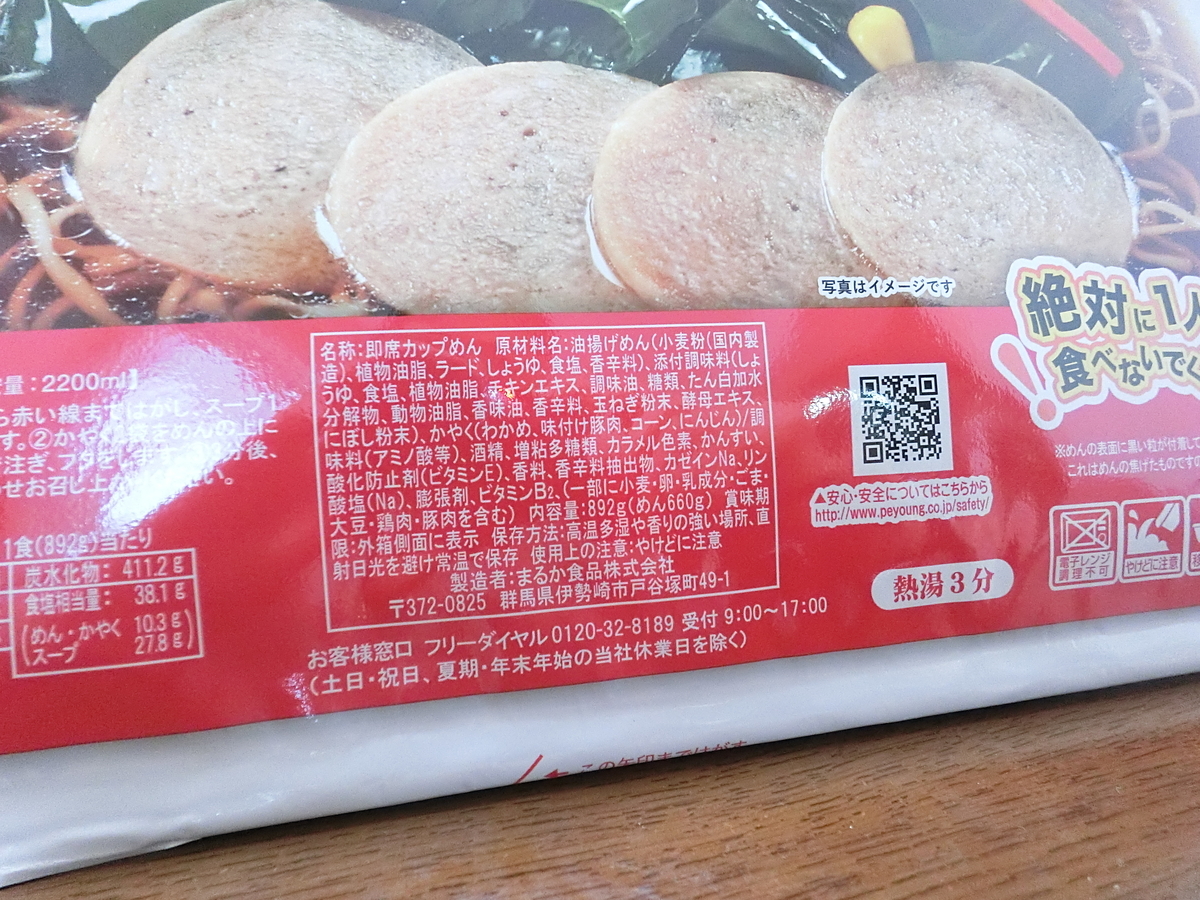 写真はイメージです
絶対に1人
食べないでく
!
量:2200ml】
ら赤い線まではがし、スープ1
す。②かやく1袋をめんの上に
注ぎ、フタをします。3分後、
せお召し上
1食(892g)当たり
炭水化物: 411.2g
食塩相当量: 38.1g
(めん・かやく 10.3g
スープ 27.8g)
名称:即席カップめん 原材料名:油揚げめん(小麦粉(国内製
造)、植物油脂、ラード、しょうゆ、食塩、香辛料)、添付調味料(しょ
うゆ、食塩、植物油脂、チキンエキス、調味油、糖類、たん白加水
分解物、動物油脂、香味油、香辛料、玉ねぎ粉末、酵母エキス、
にぼし粉末)、かやく(わかめ、味付け豚肉、コーン、にんじん)/調
味料(アミノ酸等)、酒精、増粘多糖類、カラメル色素、かんすい、
酸化防止剤(ビタミンE)、香料、香辛料抽出物、カゼインNa、リン
酸塩(Na)、膨張剤、ビタミンB₂、(一部に小麦・卵・乳成分・ごま・
大豆・鶏肉・豚肉を含む) 内容量:892g(めん660g) 賞味期
限:外箱側面に表示 保存方法:高温多湿や香りの強い場所、直
射日光を避け常温で保存 使用上の注意:やけどに注意
製造者:まるか食品株式会社
〒372-0825 群馬県伊勢崎市戸谷塚町49-1
お客様窓口 フリーダイヤル0120-32-8189 受付 9:00~17:00
(土日・祝日、夏期・年末年始の当社休業日を除く)
▲安心・安全についてはこちらから
http://www.peyoung.co.jp/safety/
熱湯3分
※めんの表面に黒い粒が付着し
これはめんの焦げたものです
電子レンジ
調理不可
やけどに注意
この矢印まではがす